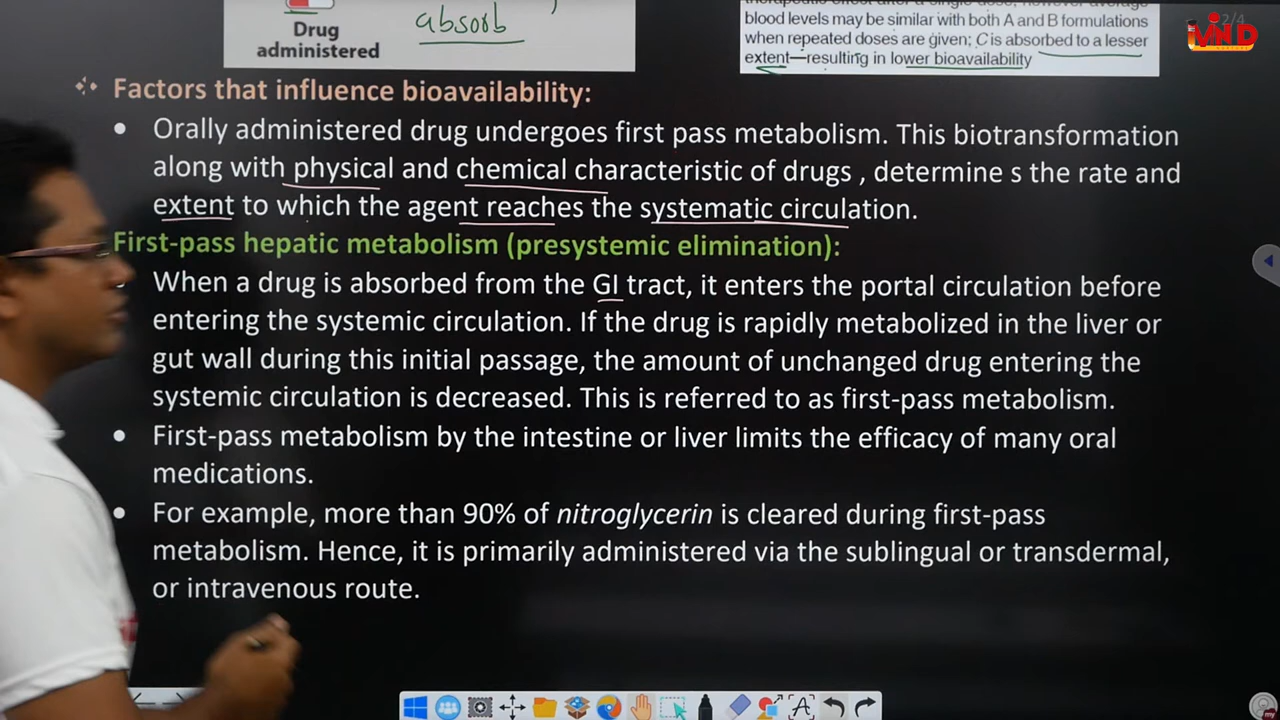 absorb
Drug
administered
blood levels may be similar with both A and B formulations
when repeated doses are given; C is absorbed to a lesser
extent—resulting in lower bioavailability
2/4
Factors that influence bioavailability:
• Orally administered drug undergoes first pass metabolism. This biotransformation
along with physical and chemical characteristic of drugs , determine s the rate and
extent to which the agent reaches the systematic circulation.
First-pass hepatic metabolism (presystemic elimination):
When a drug is absorbed from the GI tract, it enters the portal circulation before
entering the systemic circulation. If the drug is rapidly metabolized in the liver or
gut wall during this initial passage, the amount of unchanged drug entering the
systemic circulation is decreased. This is referred to as first-pass metabolism.
• First-pass metabolism by the intestine or liver limits the efficacy of many oral
medications.
• For example, more than 90% of nitroglycerin is cleared during first-pass
metabolism. Hence, it is primarily administered via the sublingual or transdermal,
or intravenous route.